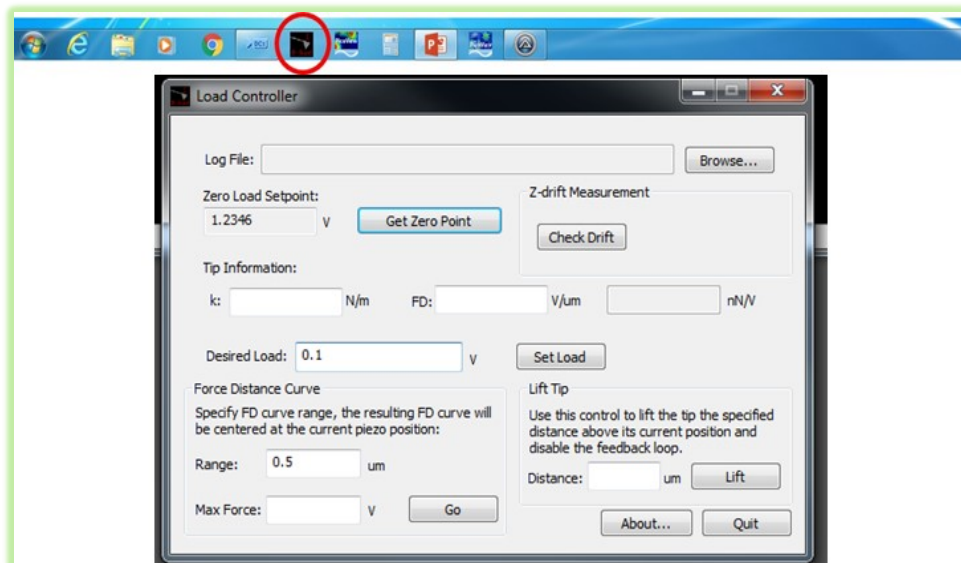 Load Controller
Log File:
Browse...
Zero Load Setpoint:
1.2346 V
Get Zero Point
Z-drift Measurement
Check Drift
Tip Information:
k: N/m FD: V/um nN/V
Desired Load: 0.1 V
Set Load
Force Distance Curve
Specify FD curve range, the resulting FD curve will
be centered at the current piezo position:
Range: 0.5 um
Max Force: V
Go
Lift Tip
Use this control to lift the tip the specified
distance above its current position and
disable the feedback loop.
Distance: um
Lift
About...
Quit